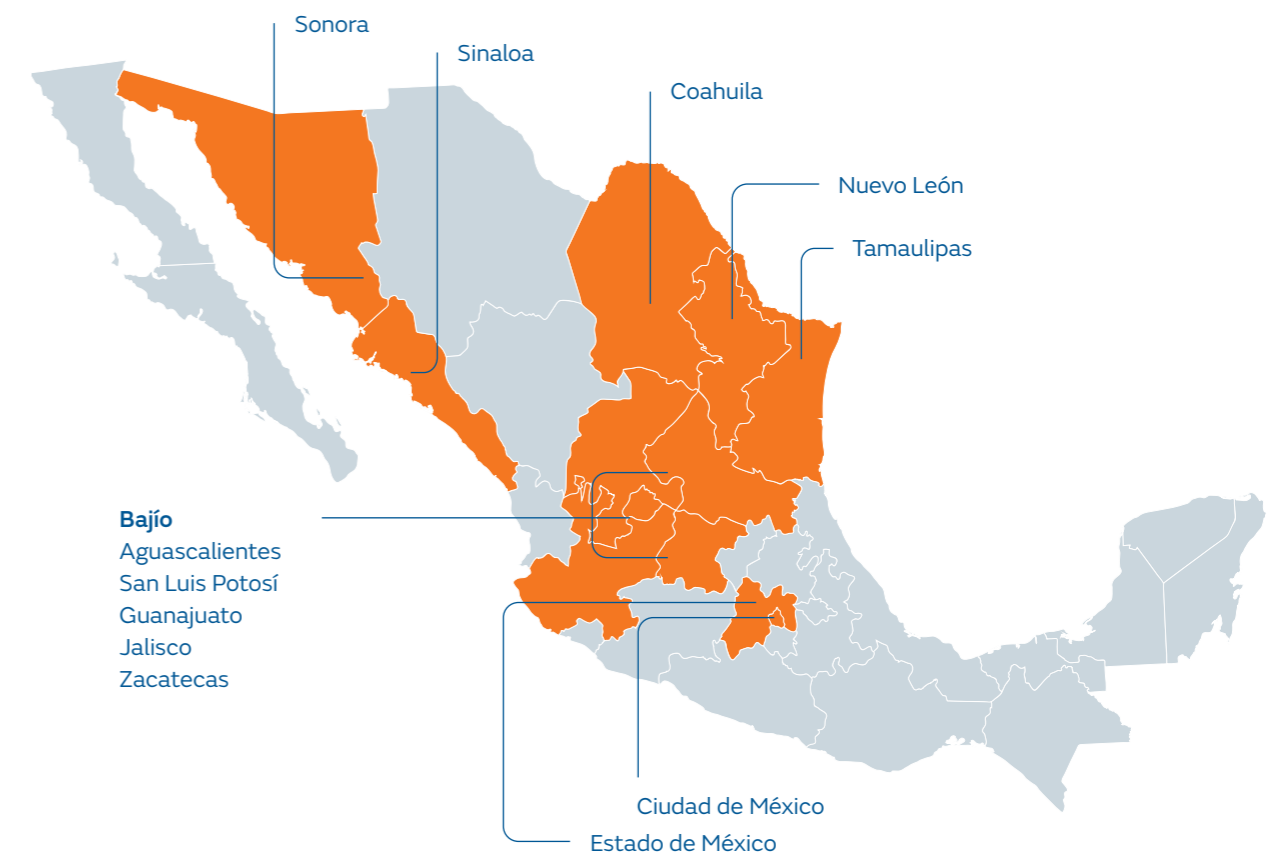 Sonora
Sinaloa
Coahuila
Nuevo León
Tamaulipas
Bajío
Aguascalientes
San Luis Potosí
Guanajuato
Jalisco
Zacatecas
Ciudad de México
Estado de México